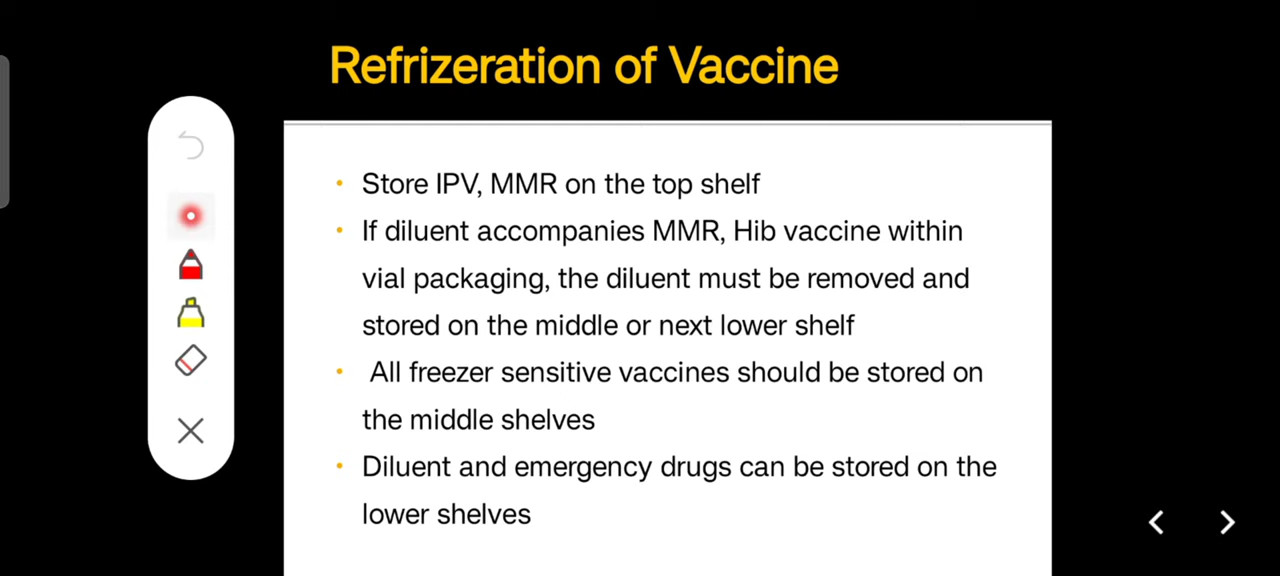 Refrizeration of Vaccine
• Store IPV, MMR on the top shelf
• If diluent accompanies MMR, Hib vaccine within
vial packaging, the diluent must be removed and
stored on the middle or next lower shelf
• All freezer sensitive vaccines should be stored on
the middle shelves
• Diluent and emergency drugs can be stored on the
lower shelves